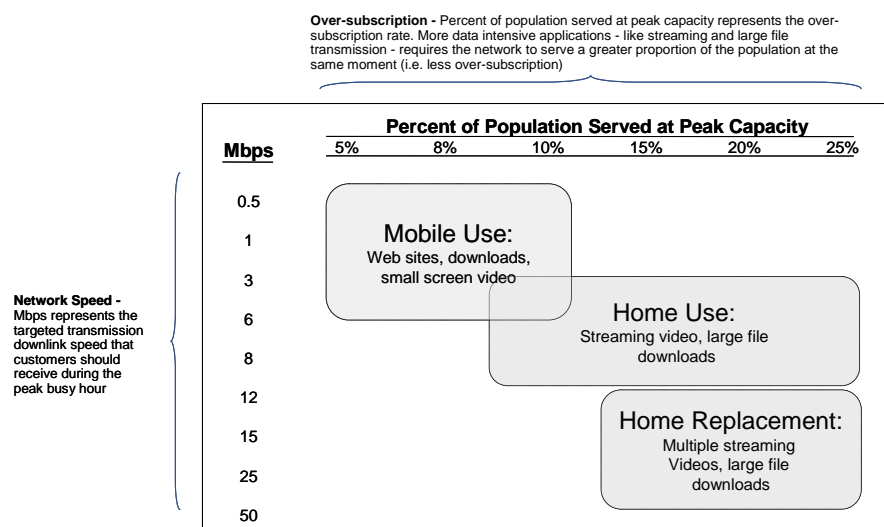 Over-subscription - Percent of population served at peak capacity represents the over-
subscription rate. More data intensive applications - like streaming and large file
transmission - requires the network to serve a greater proportion of the population at the
same moment (i.e. less over-subscription)
Percent of Population Served at Peak Capacity
Mbps
5% 8% 10% 15% 20% 25%
0.5
1
3
6
8
12
15
25
50
Mobile Use:
Web sites, downloads,
small screen video
Home Use:
Streaming video, large file
downloads
Home Replacement:
Multiple streaming
Videos, large file
downloads
Network Speed -
Mbps represents the
targeted transmission
downlink speed that
customers should
receive during the
peak busy hour